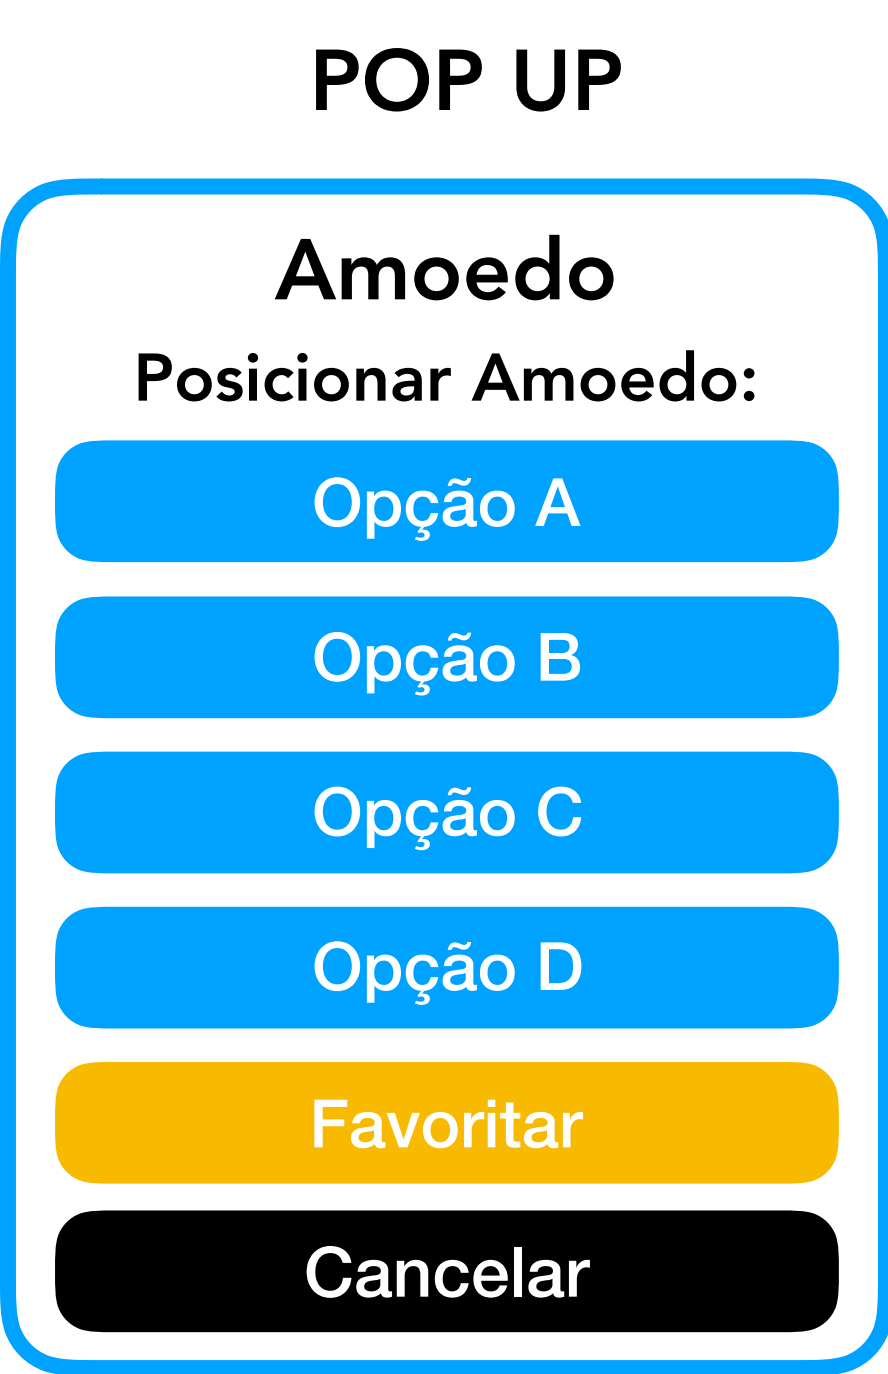 POP UP
Amoedo
Posicionar Amoedo:
Opção A
Opção B
Opção C
Opção D
Favoritar
Cancelar